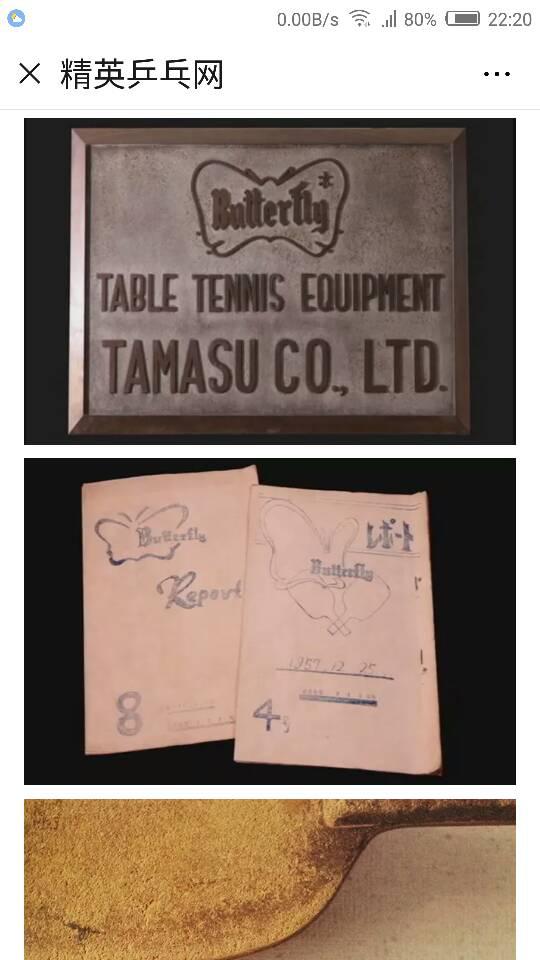 0.00B/s 80% 22:20
精英乒乓网
Butterfly
TABLE TENNIS EQUIPMENT
TAMASU CO., LTD.
Butterfly
Report
8
レポート
Butterfly
1957.12.25
4号